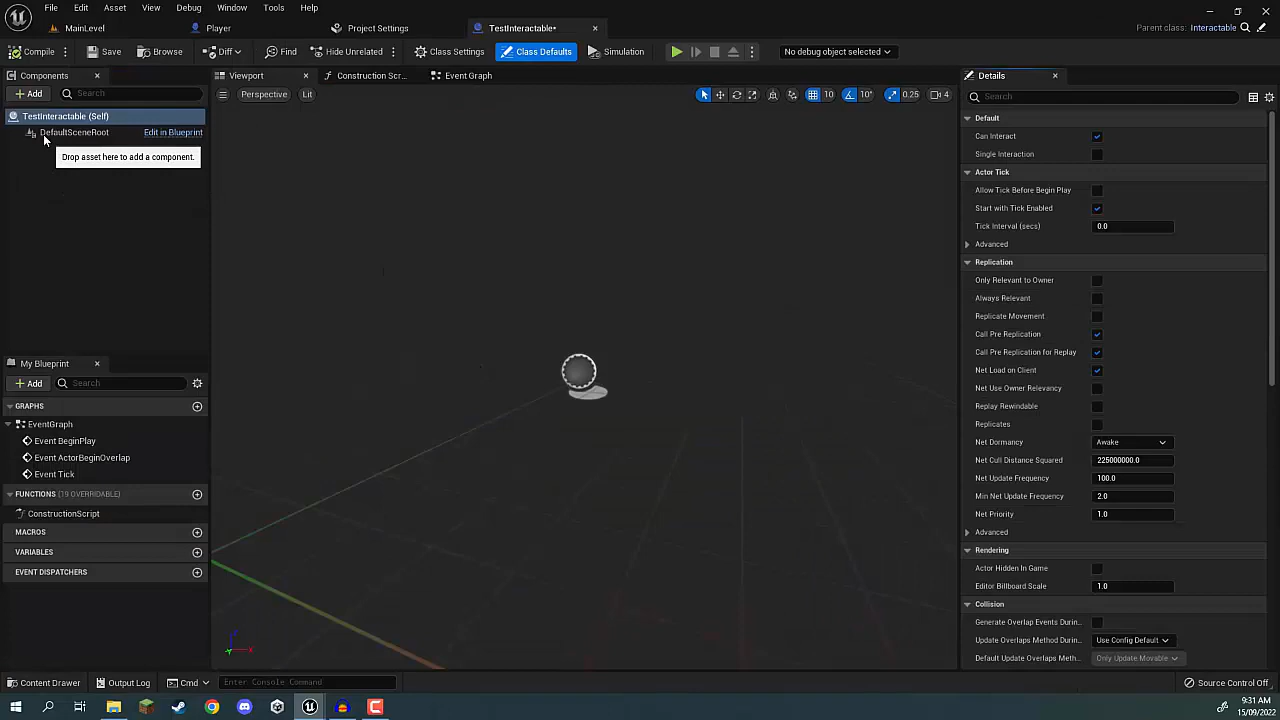 File Edit Asset View Debug Window Tools Help
MainLevel Player Project Settings TestInteractable*
Parent class: Interactable
Compile Save Browse Diff Find Hide Unrelated Class Settings Class Defaults Simulation No debug object selected
Components
Add Search
TestInteractable (Self)
DefaultSceneRoot Edit in Blueprint
Drop asset here to add a component.
My Blueprint
Add Search
GRAPHS
EventGraph
Event BeginPlay
Event ActorBeginOverlap
Event Tick
FUNCTIONS (19 OVERRIDABLE)
ConstructionScript
MACROS
VARIABLES
EVENT DISPATCHERS
Viewport Construction Scr... Event Graph
Perspective Lit 10 10° 0.25 4
Z
X
Details
Search
Default
Can Interact
Single Interaction
Actor Tick
Allow Tick Before Begin Play
Start with Tick Enabled
Tick Interval (secs) 0.0
Advanced
Replication
Only Relevant to Owner
Always Relevant
Replicate Movement
Call Pre Replication
Call Pre Replication for Replay
Net Load on Client
Net Use Owner Relevancy
Replay Rewindable
Replicates
Net Dormancy Awake
Net Cull Distance Squared 225000000.0
Net Update Frequency 100.0
Min Net Update Frequency 2.0
Net Priority 1.0
Advanced
Rendering
Actor Hidden In Game
Editor Billboard Scale 1.0
Collision
Generate Overlap Events Durin...
Update Overlaps Method Durin... Use Config Default
Default Update Overlaps Meth... Only Update Movable
Content Drawer Output Log Cmd Enter Console Command Source Control Off
9:31 AM
15/09/2022